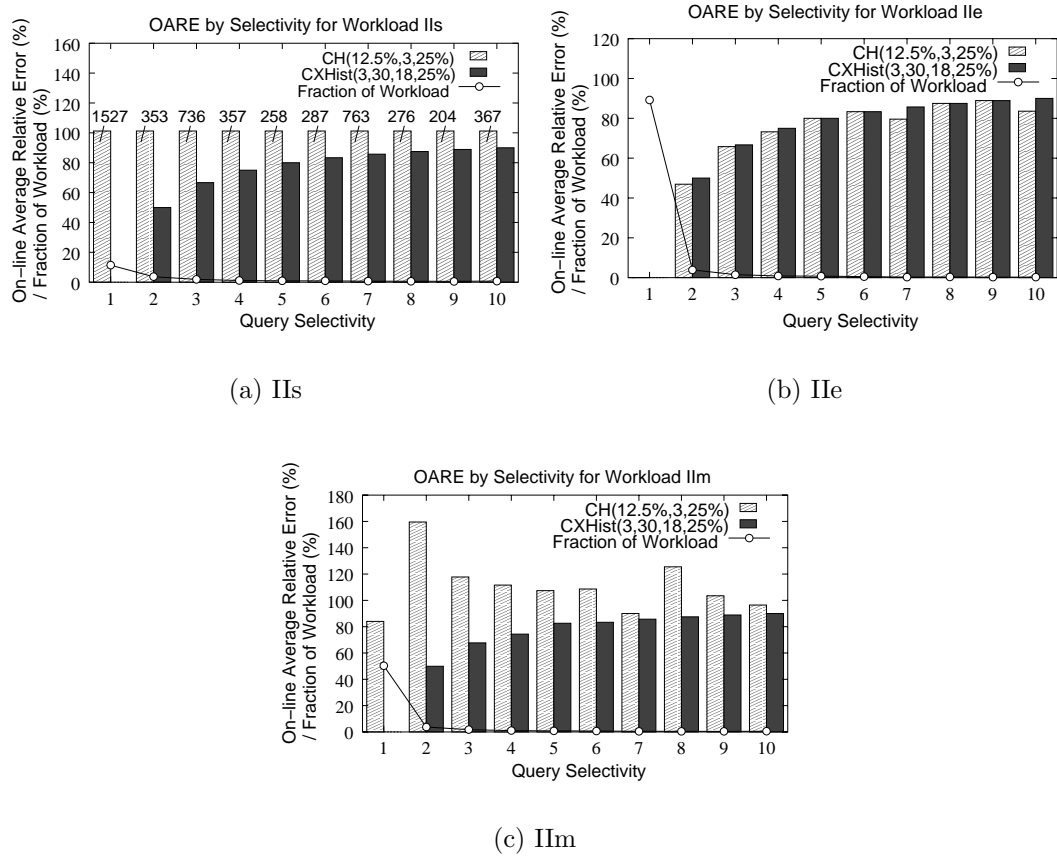 OARE by Selectivity for Workload IIs
On-line Average Relative Error (%)
/ Fraction of Workload (%)
160
140
120
100
80
60
40
20
0
CH(12.5%,3,25%)
CXHist(3,30,18,25%)
Fraction of Workload
1527 353 736 357 258 287 763 276 204 367
1 2 3 4 5 6 7 8 9 10
Query Selectivity
(a) IIs
OARE by Selectivity for Workload IIe
On-line Average Relative Error (%)
/ Fraction of Workload (%)
120
100
80
60
40
20
0
CH(12.5%,3,25%)
CXHist(3,30,18,25%)
Fraction of Workload
1 2 3 4 5 6 7 8 9 10
Query Selectivity
(b) IIe
OARE by Selectivity for Workload IIm
On-line Average Relative Error (%)
/ Fraction of Workload (%)
180
160
140
120
100
80
60
40
20
0
CH(12.5%,3,25%)
CXHist(3,30,18,25%)
Fraction of Workload
1 2 3 4 5 6 7 8 9 10
Query Selectivity
(c) IIm